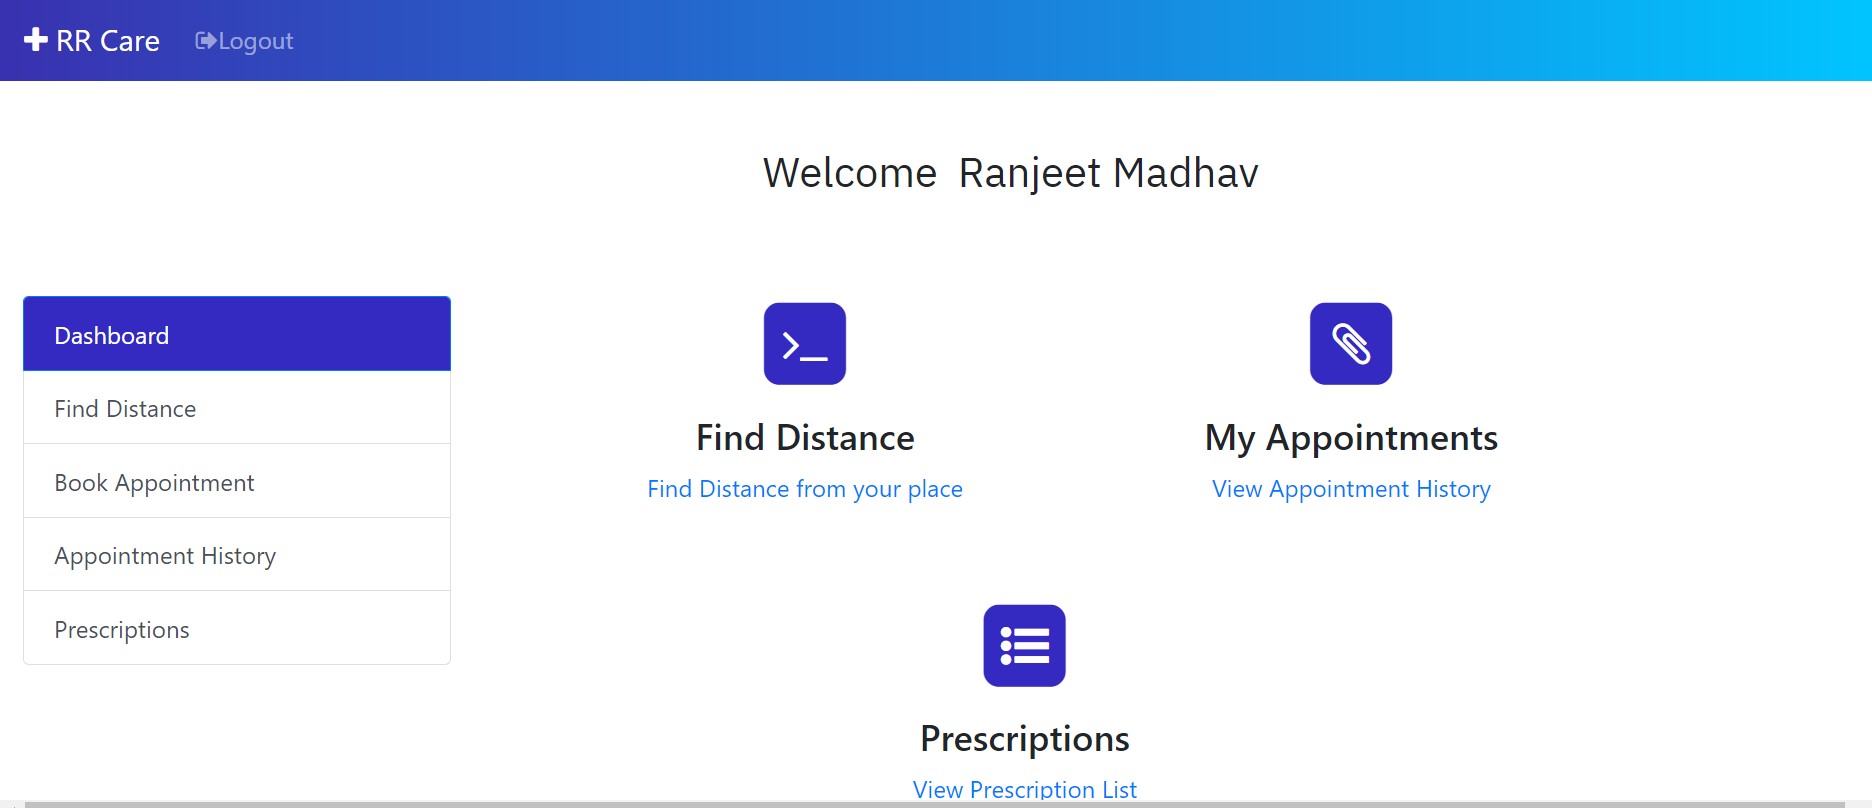 RR Care Logout
Welcome Ranjeet Madhav
Dashboard
Find Distance
Book Appointment
Appointment History
Prescriptions
Find Distance
Find Distance from your place
My Appointments
View Appointment History
Prescriptions
View Prescription List